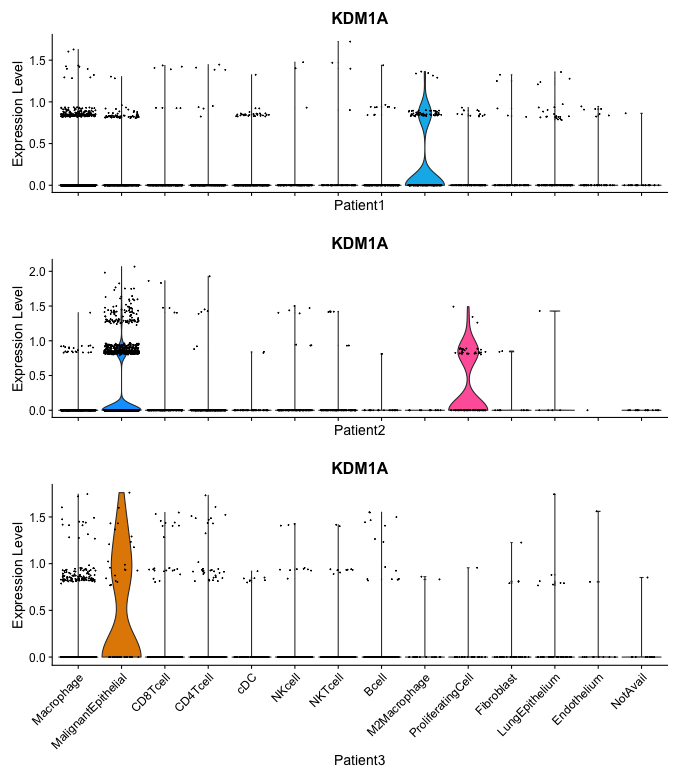 KDM1A
Expression Level
1.5
1.0
0.5
0.0
Patient1
KDM1A
Expression Level
2.0
1.5
1.0
0.5
0.0
Patient2
KDM1A
Expression Level
1.5
1.0
0.5
0.0
Macrophage
MalignantEpithelial
CD8Tcell
CD4Tcell
cDC
NKcell
NKTcell
Bcell
M2Macrophage
ProliferatingCell
Fibroblast
LungEpithelium
Endothelium
NotAvail
Patient3